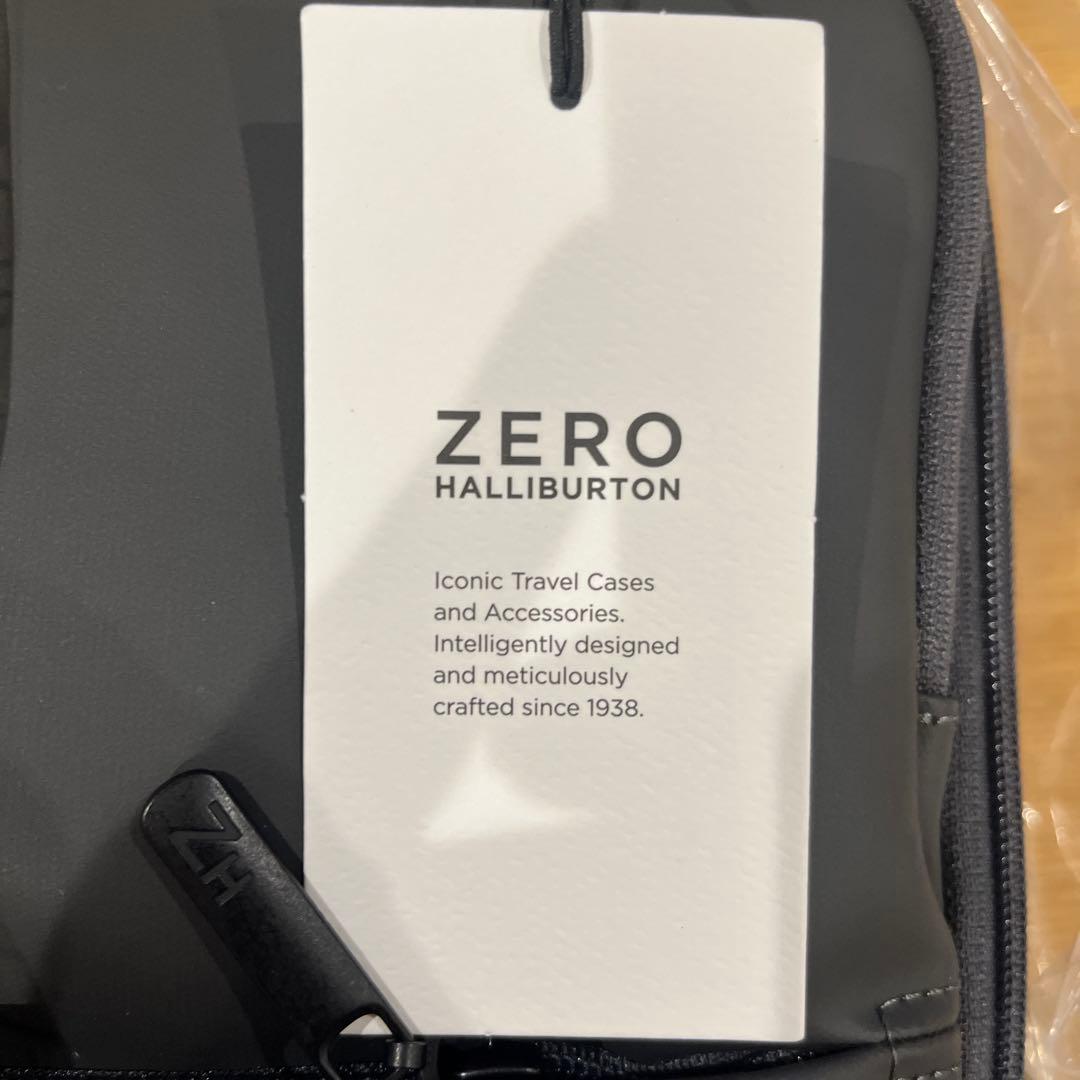 ZERO
HALLIBURTON
Iconic Travel Cases
and Accessories.
Intelligently designed
and meticulously
crafted since 1938.
ZH